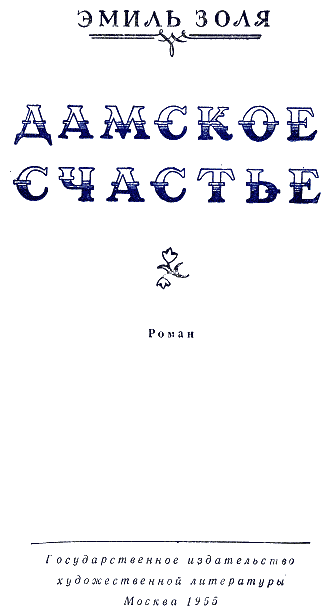 ЭМИЛЬ ЗОЛЯ
ДАМСКОЕ
СЧАСТЬЕ
Роман
Государственное издательство
художественной литературы
Москва 1955